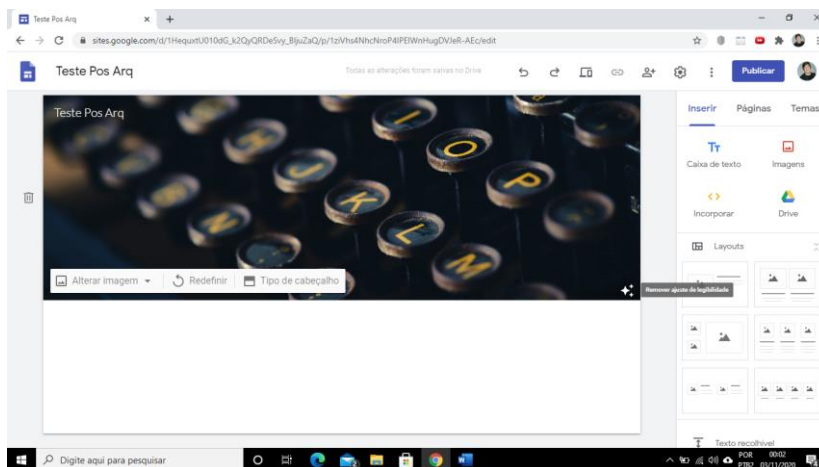 Teste Pos Arq
sites.google.com/d/1HequxtU010dG_k2QyQRDeSvy_BljuZaQ/p/1ziVhs4NhcNroP4IPEIWnHugDVJeR-AEc/edit
Teste Pos Arq
Todas as alterações foram salvas no Drive
Publicar
Teste Pos Arq
Inserir Páginas Temas
Caixa de texto Imagens
Incorporar Drive
Layouts
I O P
H J K L M
B N
Alterar imagem Redefinir Tipo de cabeçalho
Remover ajuste de legibilidade
Texto recolhível
Digite aqui para pesquisar
POR 00:02
PTB2 03/11/2020